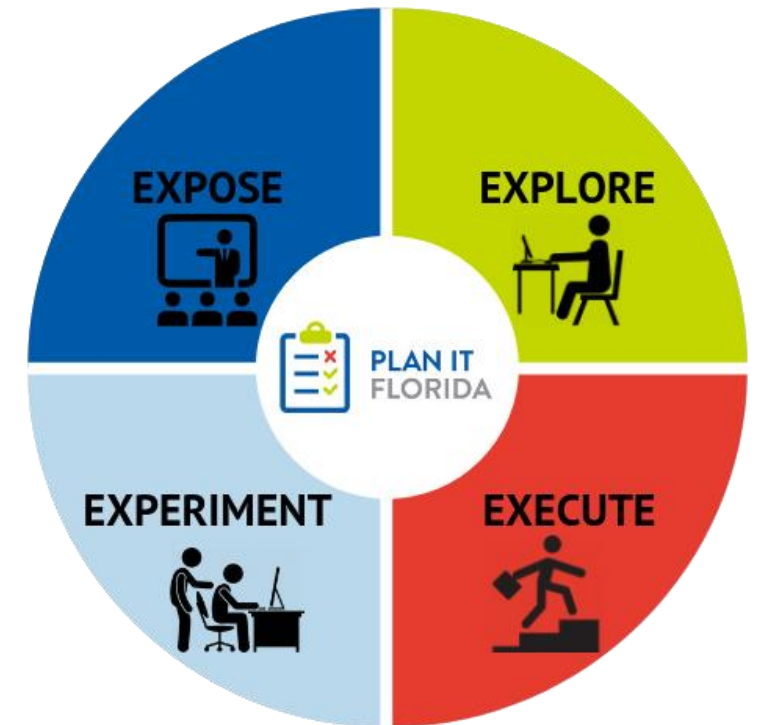 EXPOSE
EXPLORE
PLAN IT
FLORIDA
EXPERIMENT
EXECUTE